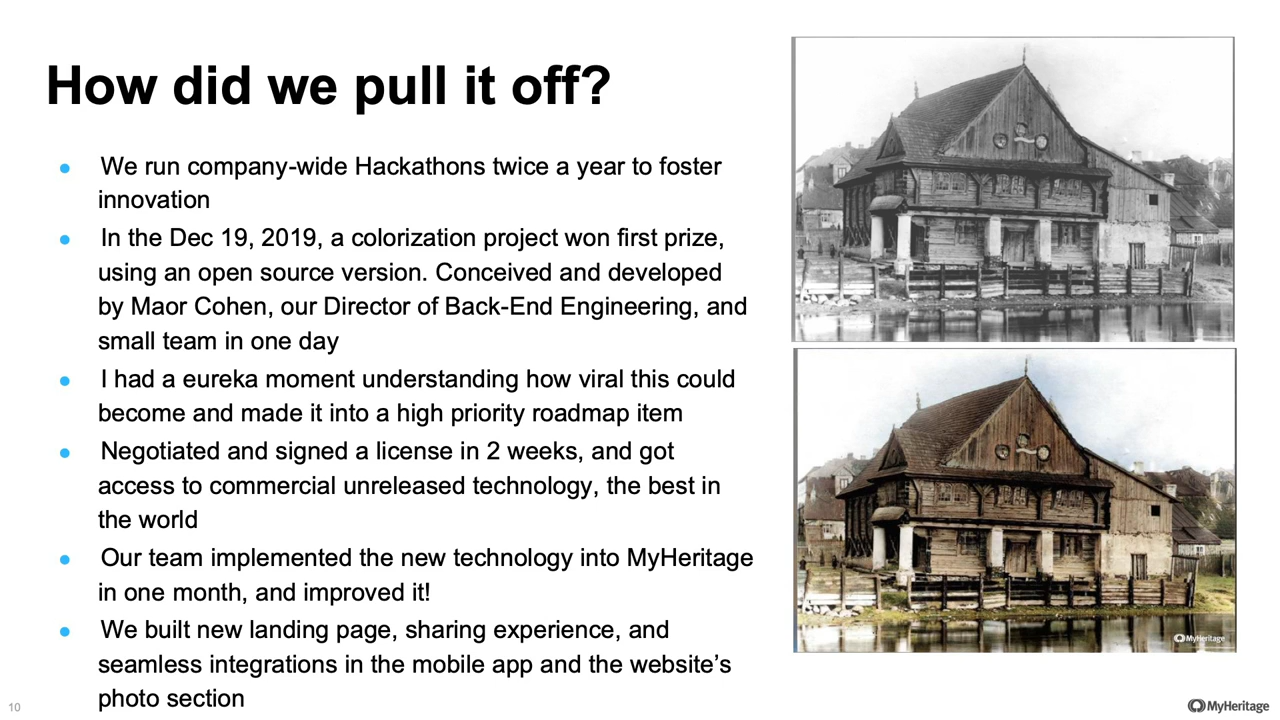 How did we pull it off?
● We run company-wide Hackathons twice a year to foster
innovation
● In the Dec 19, 2019, a colorization project won first prize,
using an open source version. Conceived and developed
by Maor Cohen, our Director of Back-End Engineering, and
small team in one day
● I had a eureka moment understanding how viral this could
become and made it into a high priority roadmap item
● Negotiated and signed a license in 2 weeks, and got
access to commercial unreleased technology, the best in
the world
● Our team implemented the new technology into MyHeritage
in one month, and improved it!
● We built new landing page, sharing experience, and
seamless integrations in the mobile app and the website’s
photo section
MyHeritage
10
MyHeritage